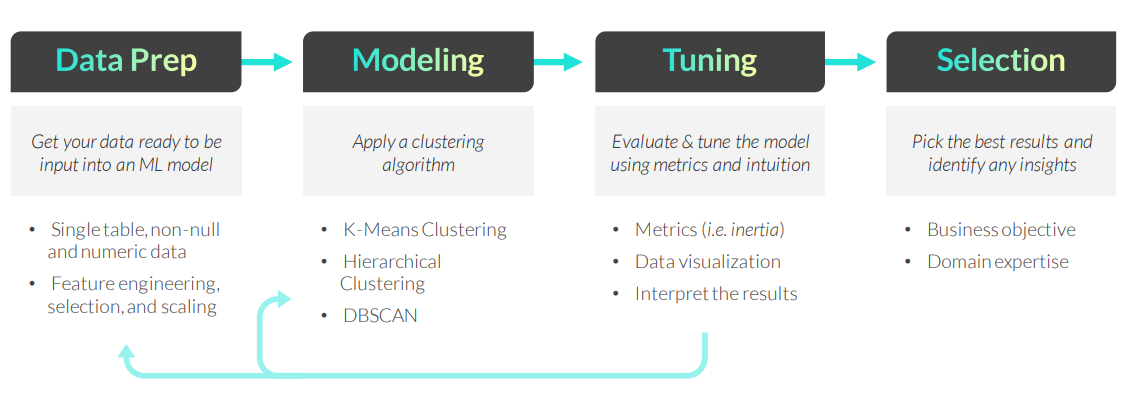 Data Prep
Get your data ready to be
input into an ML model
• Single table, non-null
and numeric data
• Feature engineering,
selection, and scaling
Modeling
Apply a clustering
algorithm
• K-Means Clustering
• Hierarchical
Clustering
• DBSCAN
Tuning
Evaluate & tune the model
using metrics and intuition
• Metrics (i.e. inertia)
• Data visualization
• Interpret the results
Selection
Pick the best results and
identify any insights
• Business objective
• Domain expertise